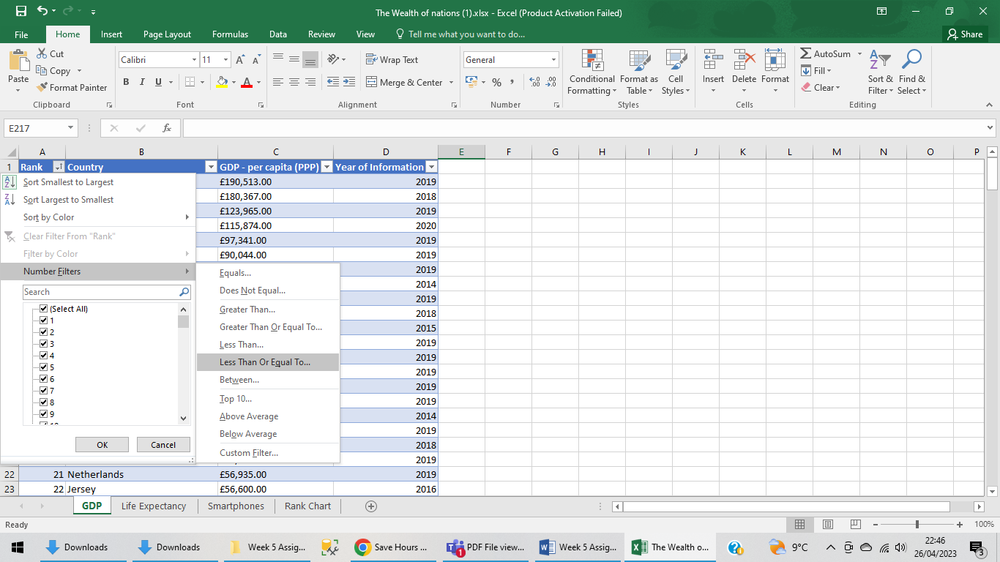 The Wealth of nations (1).xlsx - Excel (Product Activation Failed)
File Home Insert Page Layout Formulas Data Review View Tell me what you want to do... Share
Paste Cut Copy Format Painter Clipboard
Calibri 11 B I U A Font
Wrap Text Merge & Center Alignment
General % Number
Conditional Formatting Format as Table Cell Styles Styles
Insert Delete Format Cells
AutoSum Fill Clear Sort & Filter Find & Select Editing
E217 fx
A B C D E F G H I J K L M N O P
1 Rank Country GDP - per capita (PPP) Year of Information
£190,513.00 2019
£180,367.00 2018
£123,965.00 2019
£115,874.00 2020
£97,341.00 2019
£90,044.00 2019
2019
2014
2019
2018
2015
2019
2019
2019
2019
2019
2014
2019
2018
2019
22 21 Netherlands £56,935.00 2019
23 22 Jersey £56,600.00 2016
Sort Smallest to Largest
Sort Largest to Smallest
Sort by Color
Clear Filter From "Rank"
Filter by Color
Number Filters
Search
(Select All)
1
2
3
4
5
6
7
8
9
OK Cancel
Equals...
Does Not Equal...
Greater Than...
Greater Than Or Equal To...
Less Than...
Less Than Or Equal To...
Between...
Top 10...
Above Average
Below Average
Custom Filter...
GDP Life Expectancy Smartphones Rank Chart
Ready 100%
Downloads Downloads Week 5 Assig... Save Hours ... PDF File view... 1 Week 5 Assig... The Wealth o... 9°C 22:46
26/04/2023 3